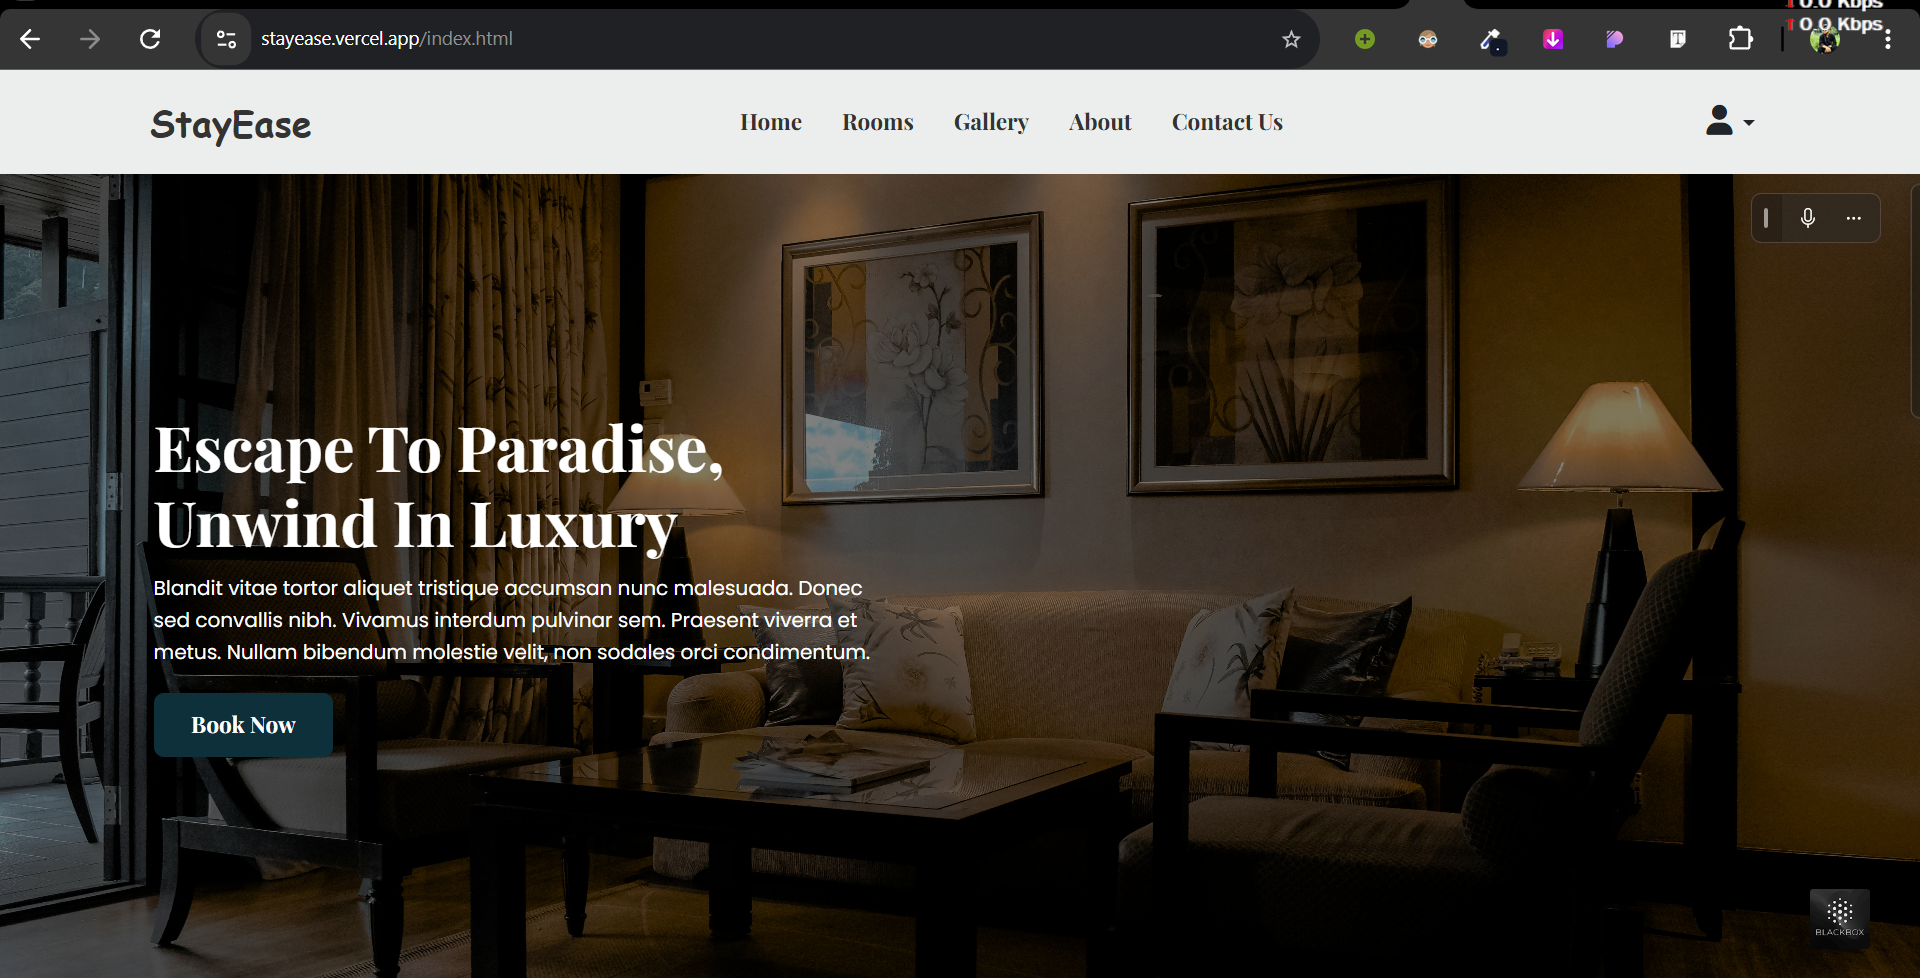 0.0 Kbps
0.0 Kbps
stayease.vercel.app/index.html
StayEase
Home
Rooms
Gallery
About
Contact Us
Escape To Paradise,
Unwind In Luxury
Blandit vitae tortor aliquet tristique accumsan nunc malesuada. Donec
sed convallis nibh. Vivamus interdum pulvinar sem. Praesent viverra et
metus. Nullam bibendum molestie velit, non sodales orci condimentum.
Book Now
BLACKBOX